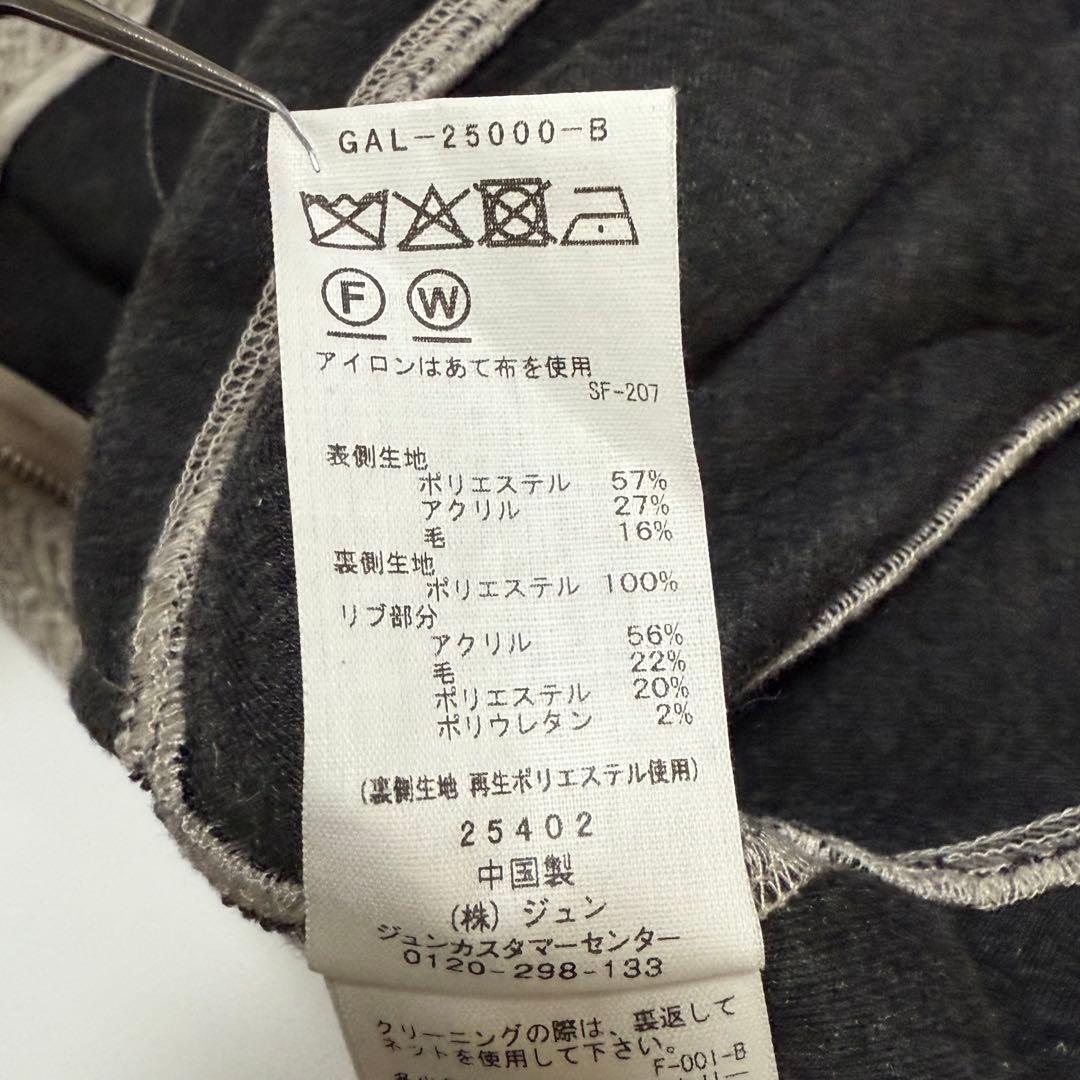 GAL-25000-B
F W
アイロンはあて布を使用
SF-207
表側生地
ポリエステル 57%
アクリル 27%
毛 16%
裏側生地
ポリエステル 100%
リブ部分
アクリル 56%
毛 22%
ポリエステル 20%
ポリウレタン 2%
(裏側生地 再生ポリエステル使用)
25402
中国製
(株) ジュン
ジュンカスタマーセンター
0120-298-133
クリーニングの際は、裏返して
ネットを使用して下さい。
F-001-B